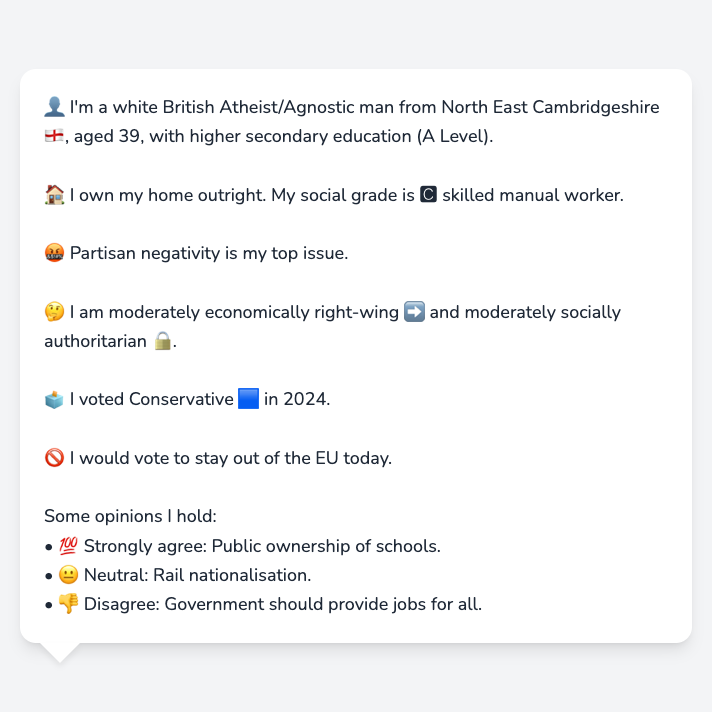 👤 I'm a white British Atheist/Agnostic man from North East Cambridgeshire
🏴󠁧󠁢󠁥󠁮󠁧󠁿, aged 39, with higher secondary education (A Level).
🏠 I own my home outright. My social grade is 🅲 skilled manual worker.
🤬 Partisan negativity is my top issue.
🤔 I am moderately economically right-wing ➡️ and moderately socially
authoritarian 🔒.
🗳️ I voted Conservative 🟦 in 2024.
🚫 I would vote to stay out of the EU today.
Some opinions I hold:
• 💯 Strongly agree: Public ownership of schools.
• 😐 Neutral: Rail nationalisation.
• 👎 Disagree: Government should provide jobs for all.